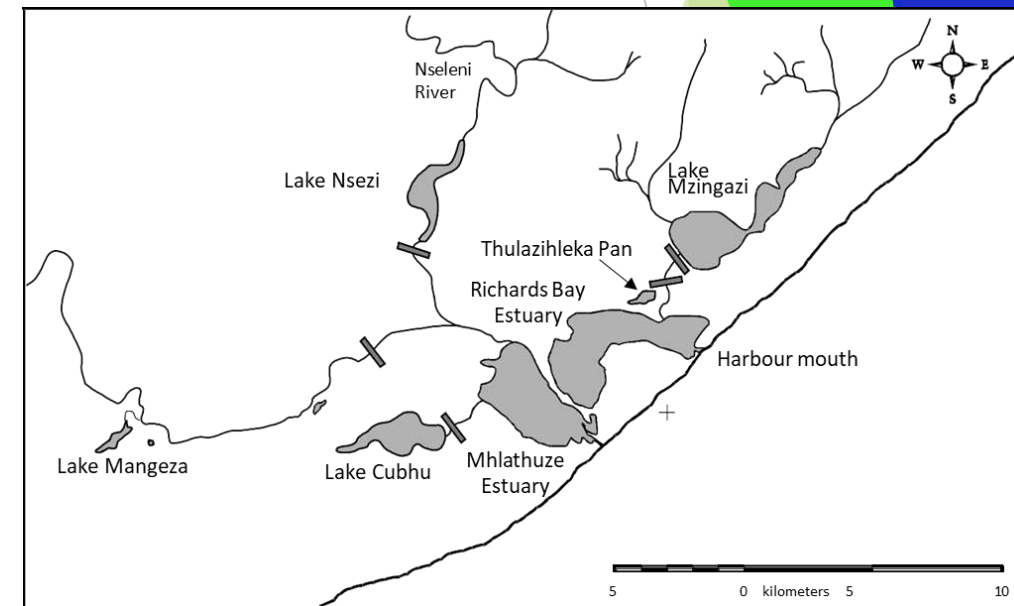 N
W E
S
Nseleni
River
Lake Nsezi
Lake
Mzingazi
Thulazihleka Pan
Richards Bay
Estuary
Harbour mouth
Lake Mangeza
Lake Cubhu
Mhlathuze
Estuary
5 0 kilometers 5 10